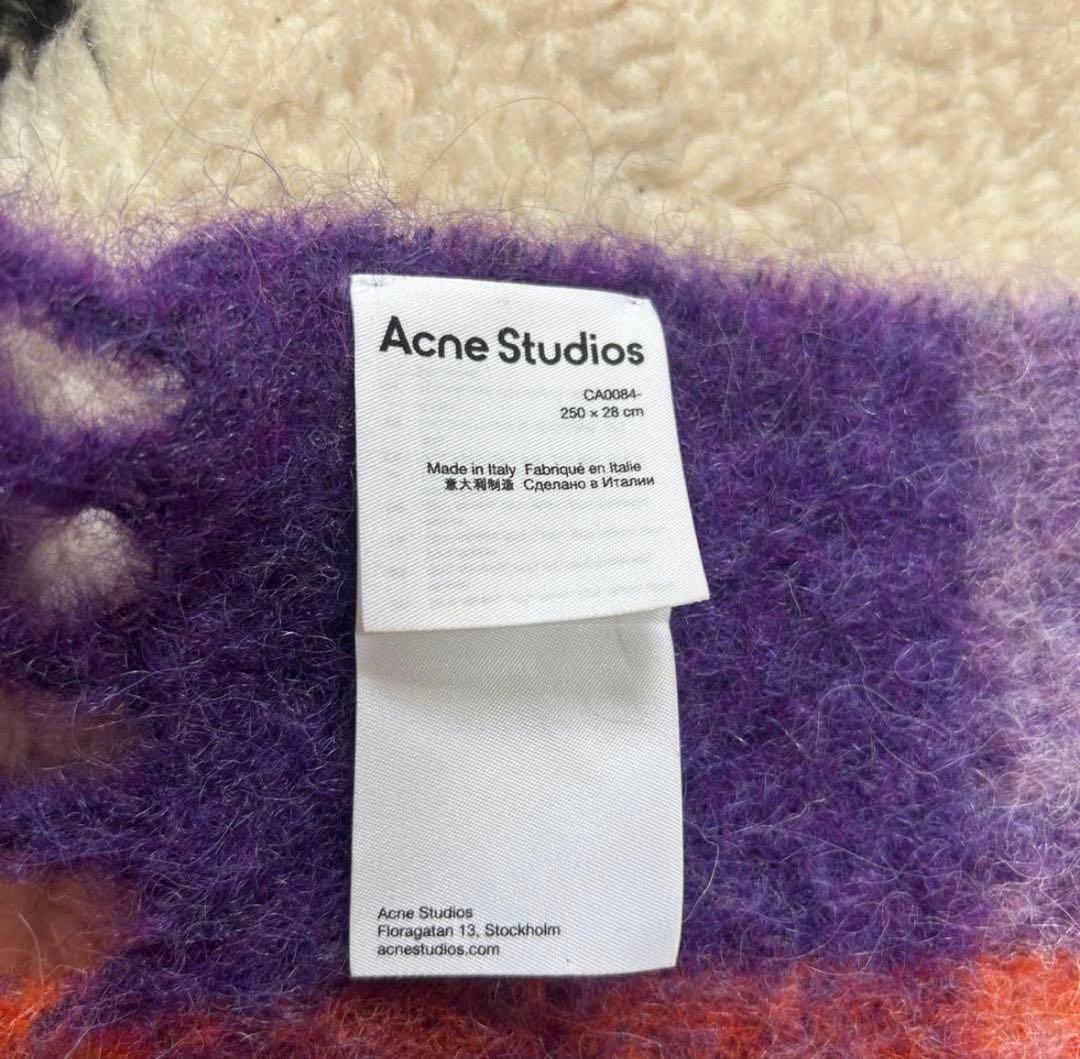 Acne Studios
CA0084-
250 × 28 cm
Made in Italy Fabriqué en Italie
意大利制造 Сделано в Италии
Acne Studios
Floragatan 13, Stockholm
acnestudios.com